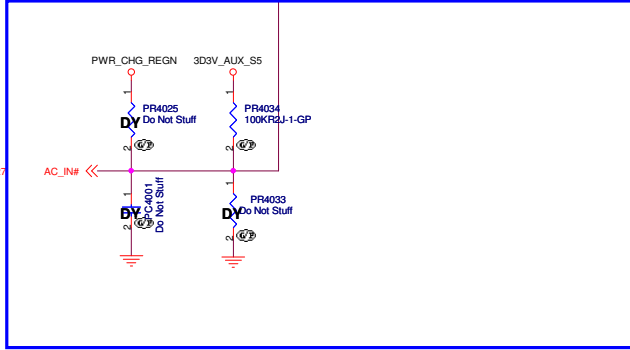 PWR_CHG_REGN 3D3V_AUX_S5
1 1
PR4025 PR4034
DY Do Not Stuff 100KR2J-1-GP
2 G/P 2 G/P
AC_IN#
1 PC4001 Do Not Stuff 1
PR4033
DY DY Do Not Stuff
2 G/P 2 G/P